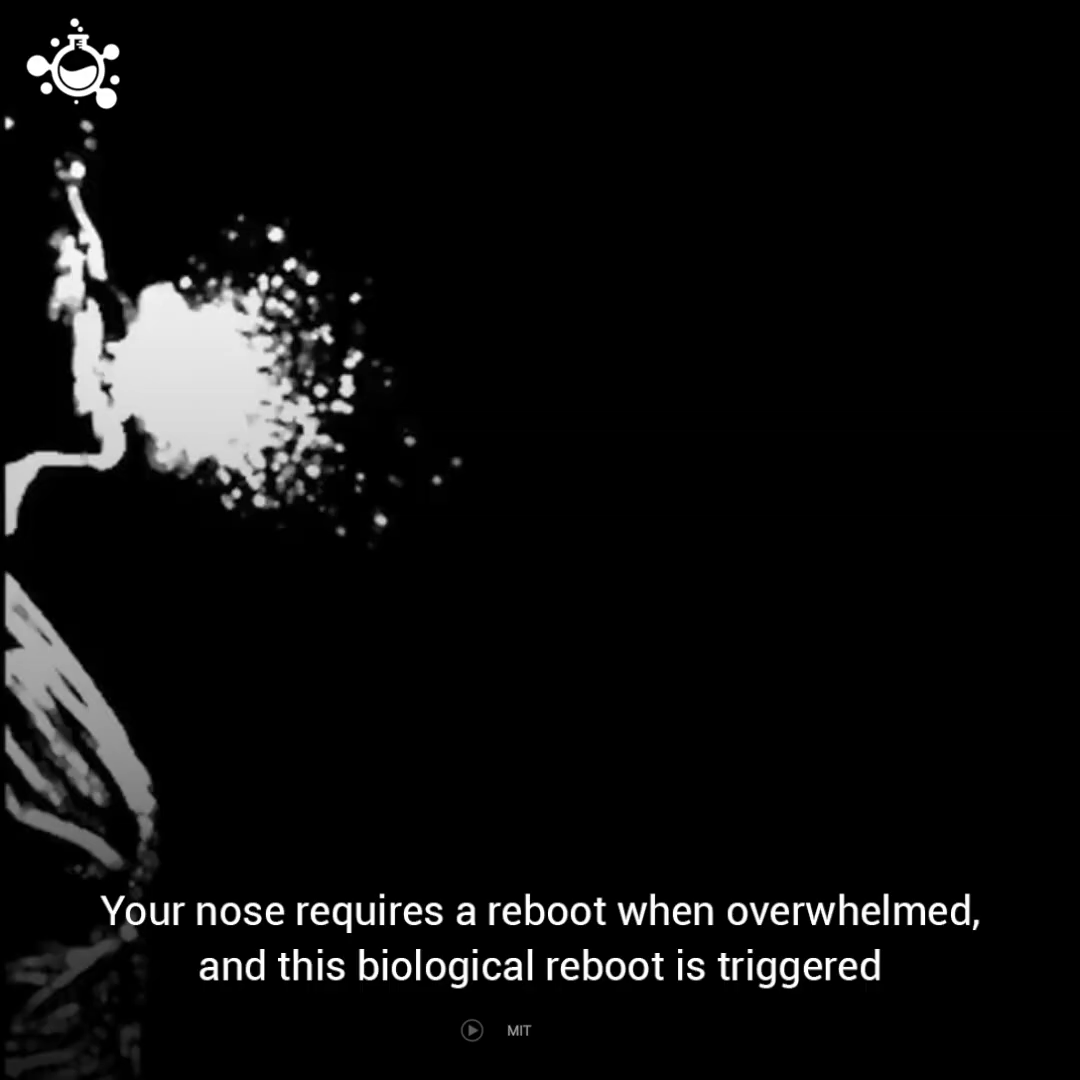 Your nose requires a reboot when overwhelmed,
and this biological reboot is triggered
MIT